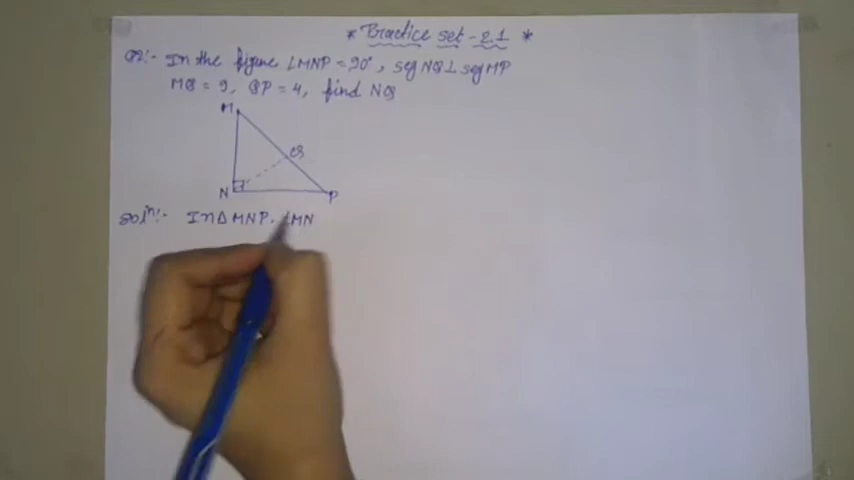 * Practice set - 2.1 *
Q2:- In the figure ∠MNP = 90°, seg NQ ⊥ seg MP
MQ = 9, QP = 4, find NQ
M
Q
N
P
Solⁿ:- In Δ MNP. ∠MN